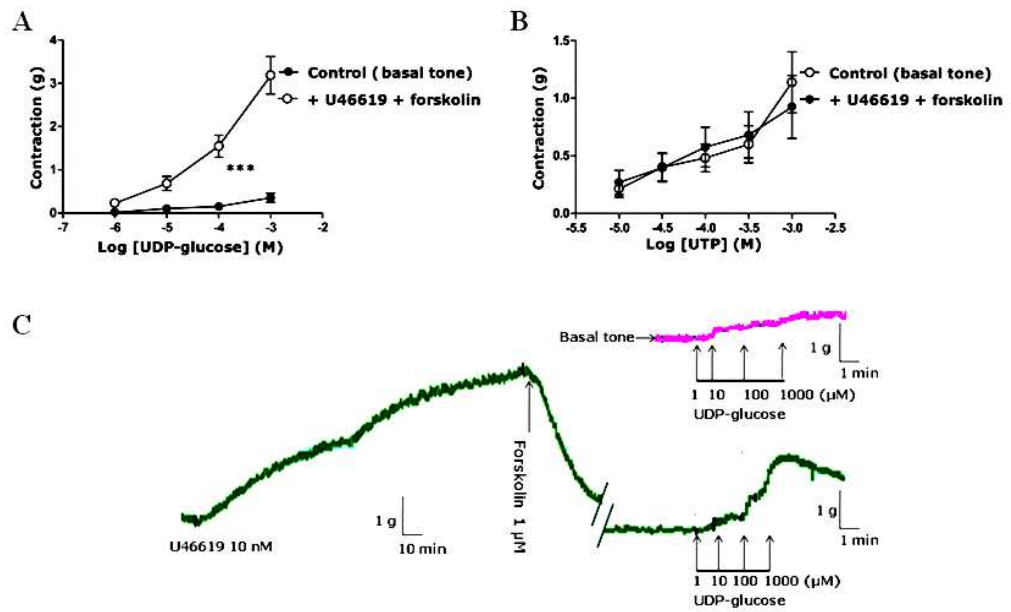 A
Contraction (g)
4
3
2
1
0
-7 -6 -5 -4 -3 -2
Log [UDP-glucose] (M)
Control (basal tone)
+ U46619 + forskolin
***
B
Contraction (g)
1.5
1.0
0.5
0.0
-5.5 -5.0 -4.5 -4.0 -3.5 -3.0 -2.5
Log [UTP] (M)
Control (basal tone)
+ U46619 + forskolin
C
Basal tone
1 g
1 min
1 10 100 1000 (µM)
UDP-glucose
U46619 10 nM
1 g
10 min
Forskolin 1 µM
1 g
1 min
1 10 100 1000 (µM)
UDP-glucose